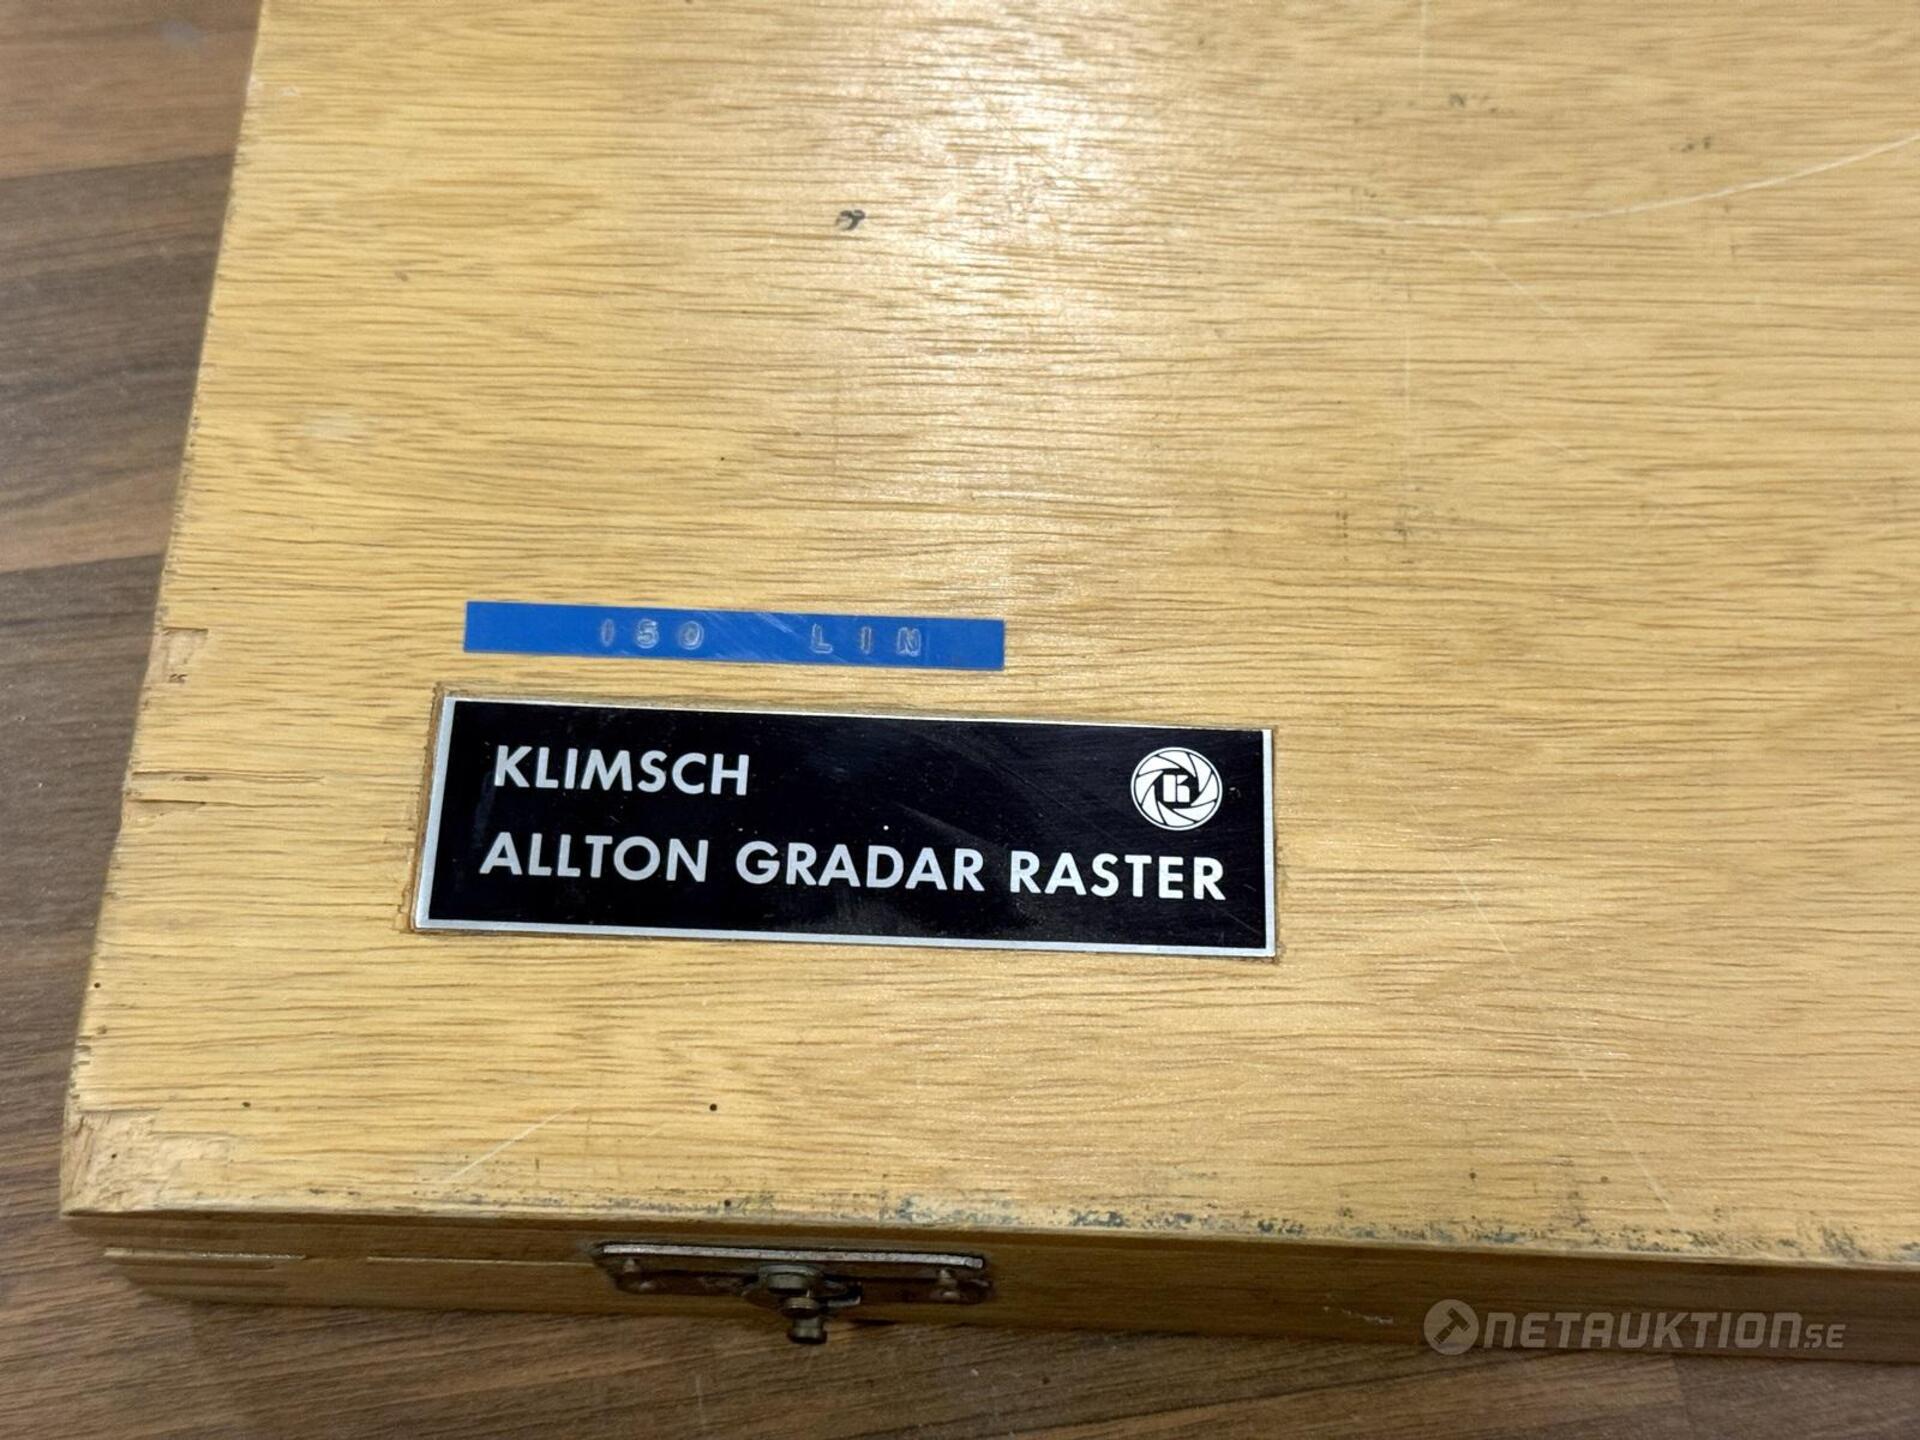 150 LIN
KLIMSCH
K
ALLTON GRADAR RASTER
NETAUKTION.SE